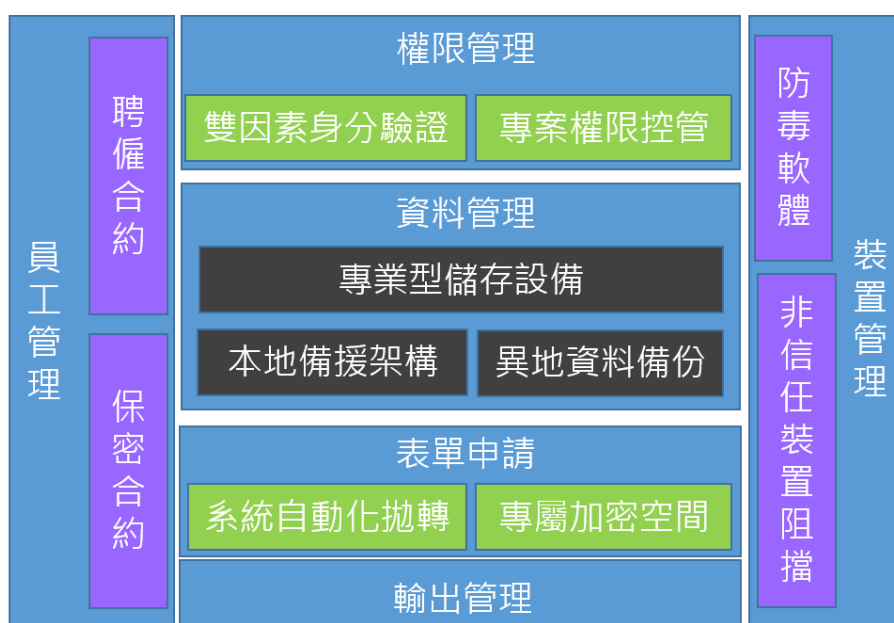 員工管理
聘僱合約
保密合約
權限管理
雙因素身分驗證
專案權限控管
資料管理
專業型儲存設備
本地備援架構
異地資料備份
表單申請
系統自動化拋轉
專屬加密空間
輸出管理
防毒軟體
非信任裝置阻擋
裝置管理